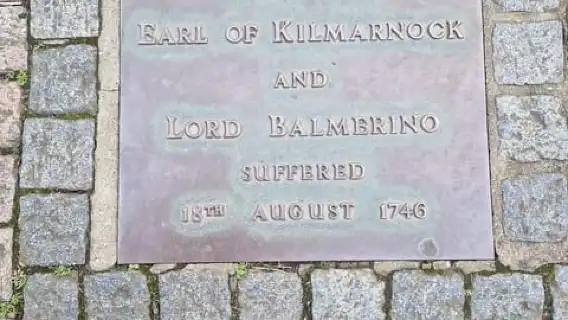 EARL OF KILMARNOCK
AND
LORD BALMERINO
SUFFERED
18TH AUGUST 1746